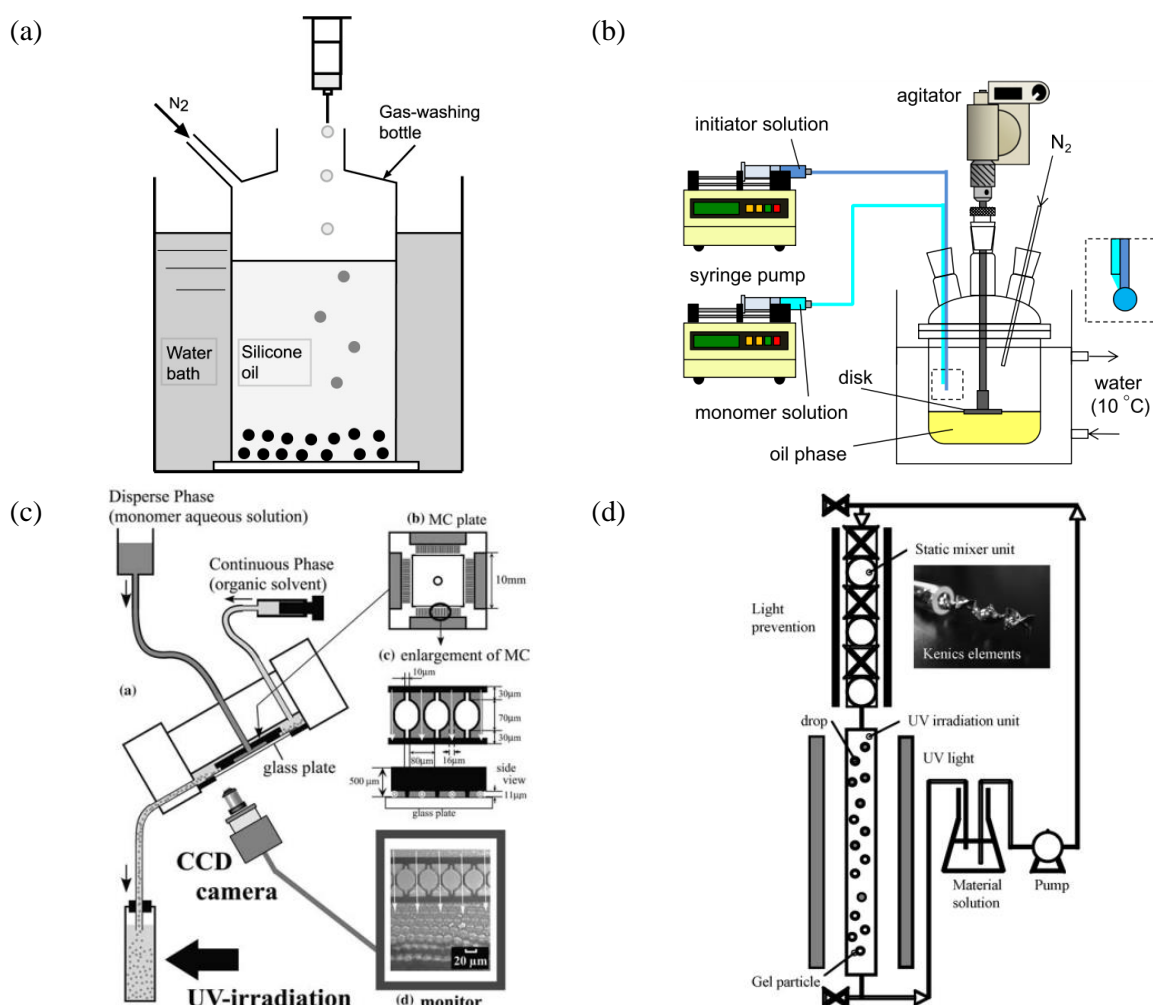 (a)
N2
Gas-washing
bottle
Water
bath
Silicone
oil
(b)
agitator
initiator solution
N2
syringe pump
monomer solution
disk
oil phase
water
(10 °C)
(c)
Disperse Phase
(monomer aqueous solution)
Continuous Phase
(organic solvent)
(a)
glass plate
CCD
camera
UV-irradiation
(b) MC plate
10mm
(c) enlargement of MC
10μm
30μm
70μm
30μm
80μm
16μm
500 μm
side
view
11μm
glass plate
20 μm
(d) monitor
(d)
Static mixer unit
Light
prevention
Kenics elements
drop
UV irradiation unit
UV light
Material
solution
Pump
Gel particle